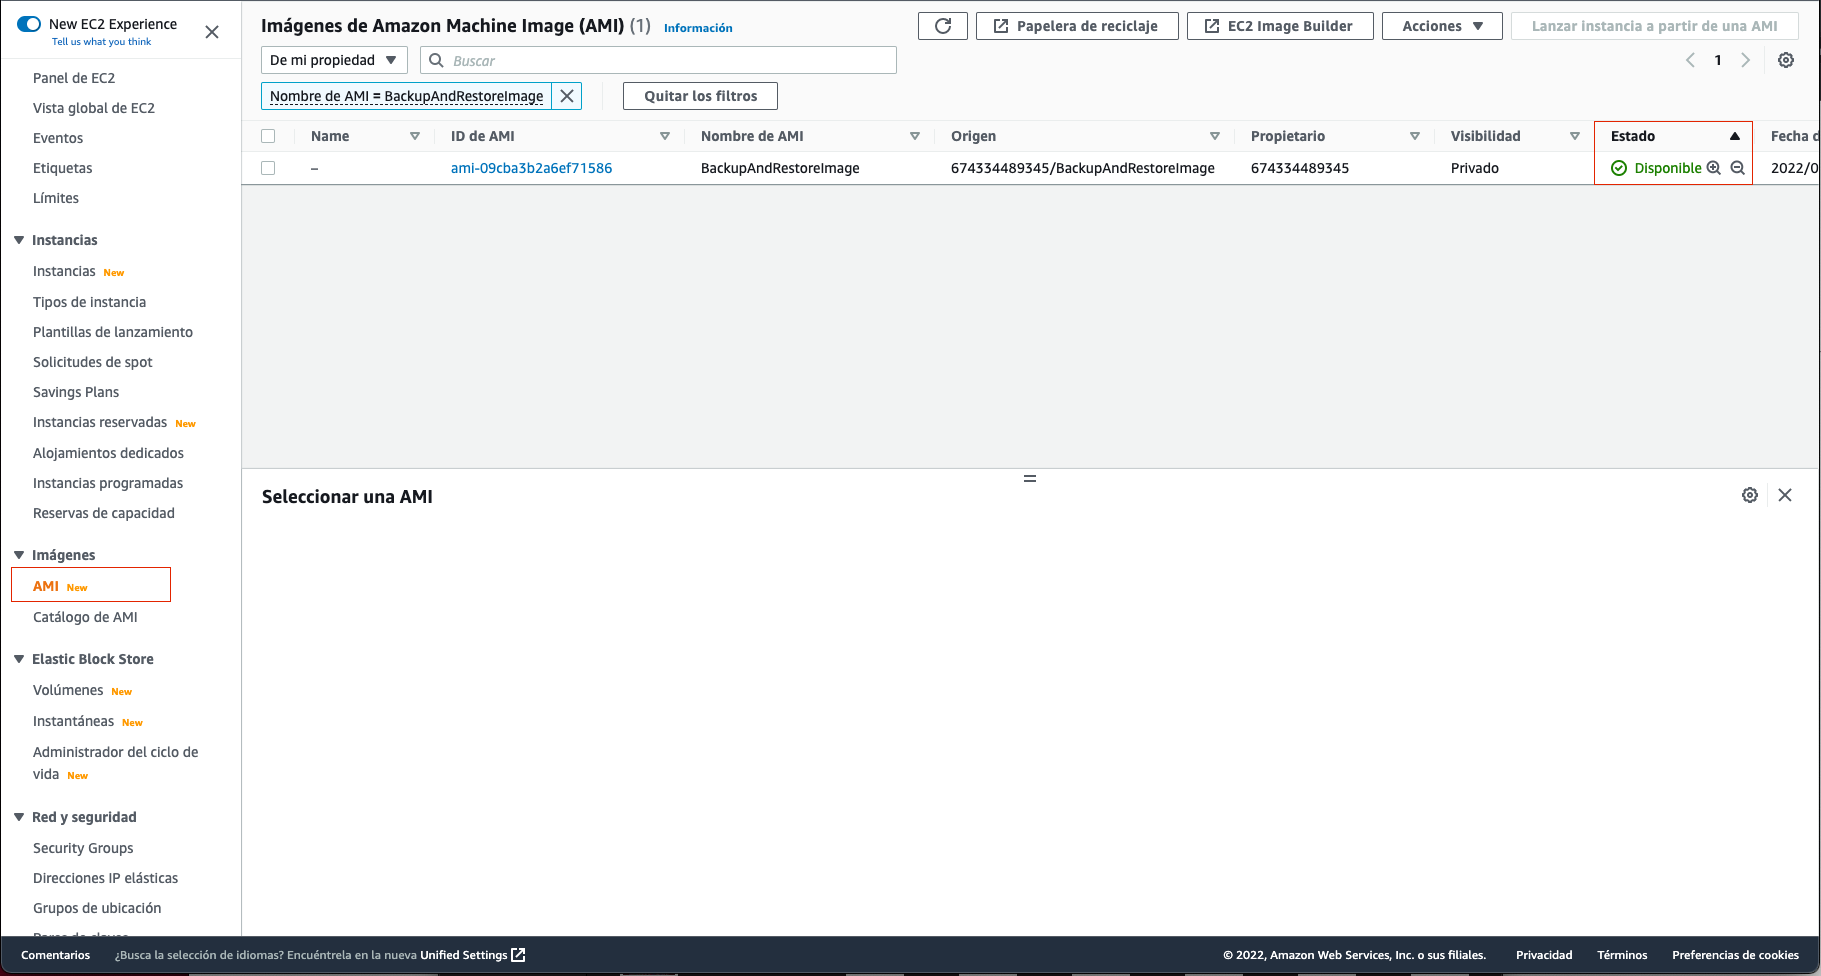 New EC2 Experience
Tell us what you think
Panel de EC2
Vista global de EC2
Eventos
Etiquetas
Límites
Instancias
Instancias New
Tipos de instancia
Plantillas de lanzamiento
Solicitudes de spot
Savings Plans
Instancias reservadas New
Alojamientos dedicados
Instancias programadas
Reservas de capacidad
Imágenes
AMI New
Catálogo de AMI
Elastic Block Store
Volúmenes New
Instantáneas New
Administrador del ciclo de
vida New
Red y seguridad
Security Groups
Direcciones IP elásticas
Grupos de ubicación
Imágenes de Amazon Machine Image (AMI) (1) Información
Papelera de reciclaje
EC2 Image Builder
Acciones
Lanzar instancia a partir de una AMI
De mi propiedad
Buscar
1
Nombre de AMI = BackupAndRestoreImage
Quitar los filtros
Name ID de AMI Nombre de AMI Origen Propietario Visibilidad Estado Fecha d
– ami-09cba3b2a6ef71586 BackupAndRestoreImage 674334489345/BackupAndRestoreImage 674334489345 Privado Disponible 2022/0
Seleccionar una AMI
Comentarios ¿Busca la selección de idiomas? Encuéntrela en la nueva Unified Settings
© 2022, Amazon Web Services, Inc. o sus filiales. Privacidad Términos Preferencias de cookies